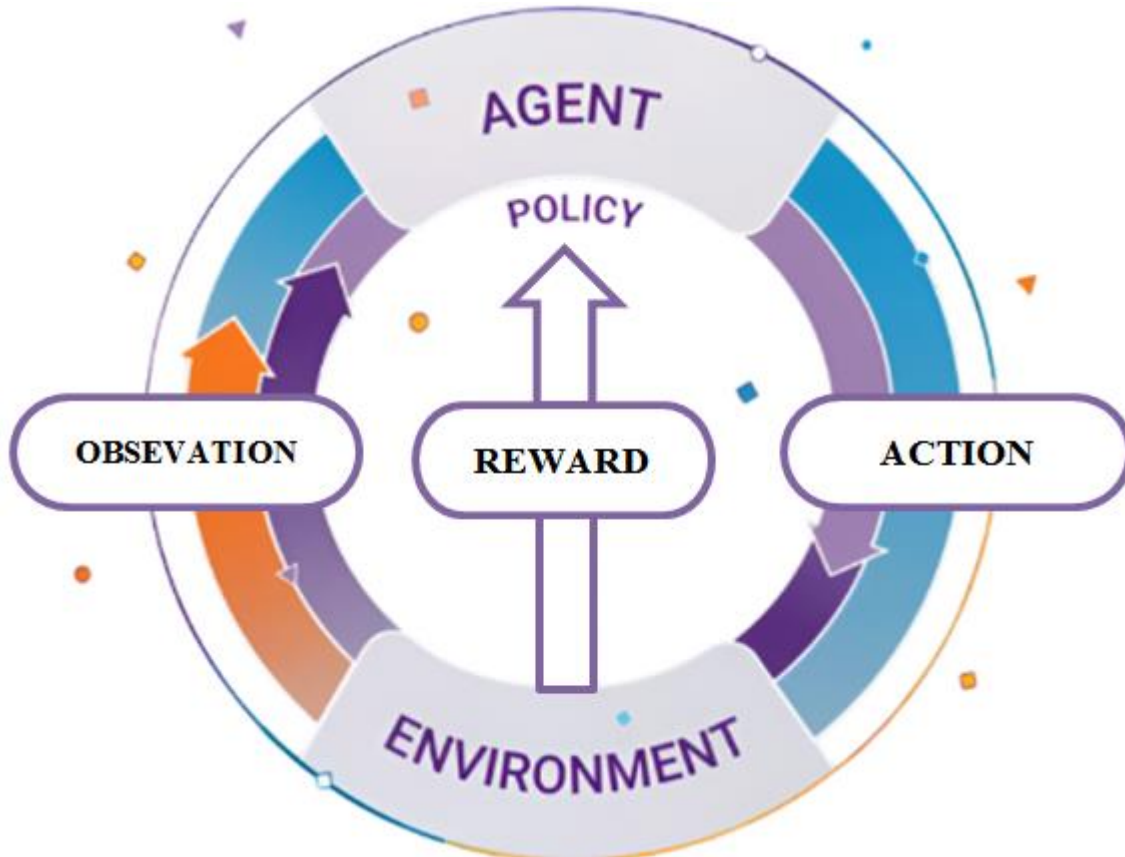 AGENT
POLICY
OBSEVATION
REWARD
ACTION
ENVIRONMENT